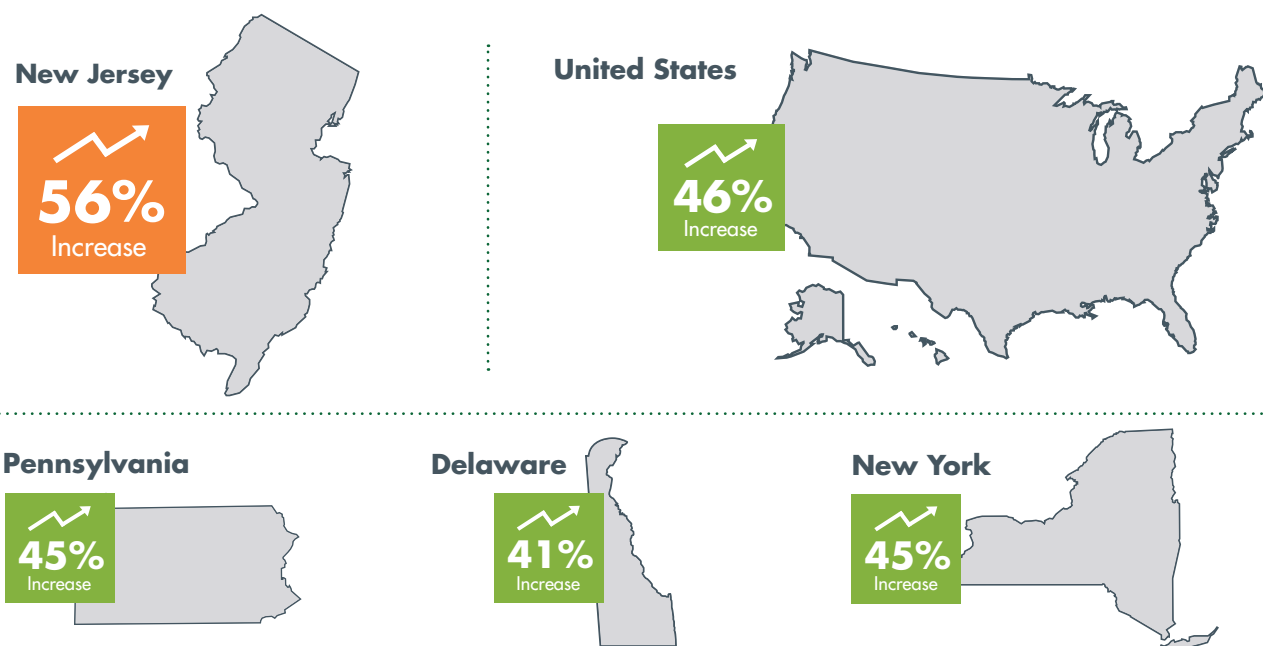 New Jersey
56%
Increase
United States
46%
Increase
Pennsylvania
45%
Increase
Delaware
41%
Increase
New York
45%
Increase